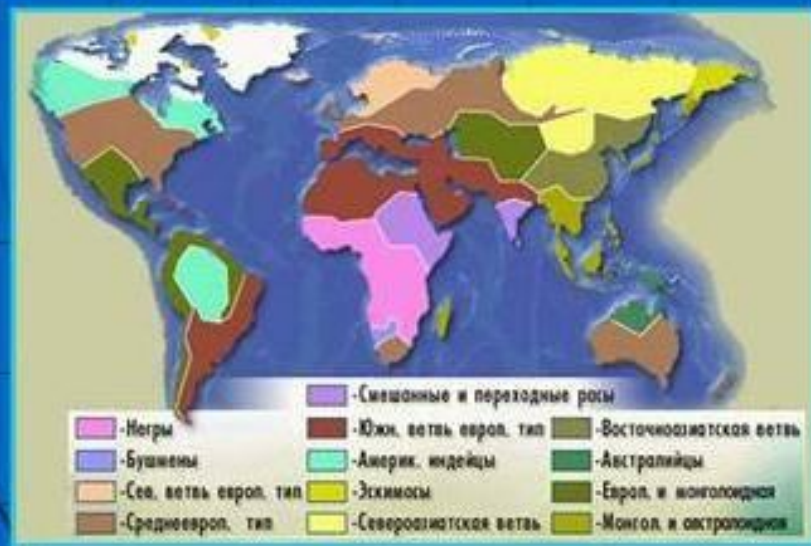 -Смешанные и переходные расы
-Негры
-Южн. ветвь европ. тип
-Восточноазиатская ветвь
-Бушмены
-Америк. индейцы
-Австралийцы
-Сев. ветвь европ. тип
-Эскимосы
-Европ. и монголоидная
-Среднеевроп. тип
-Североазиатская ветвь
-Монгол. и австралоидная